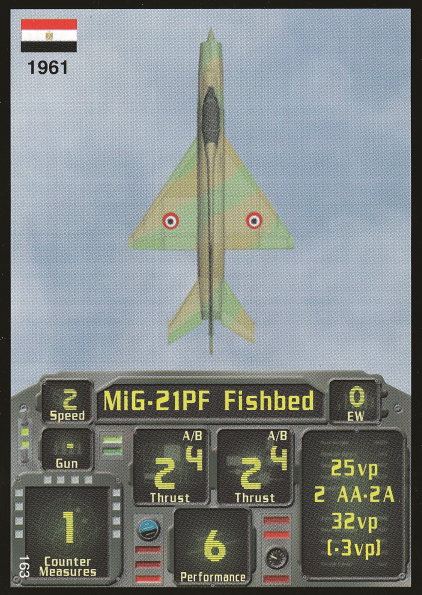 1961
MiG-21PF Fishbed
2
Speed
0
EW
-
Gun
A/B
2 4
Thrust
A/B
2 4
Thrust
25vp
2 AA-2A
32vp
(-3vp)
1
Counter
Measures
6
Performance
163